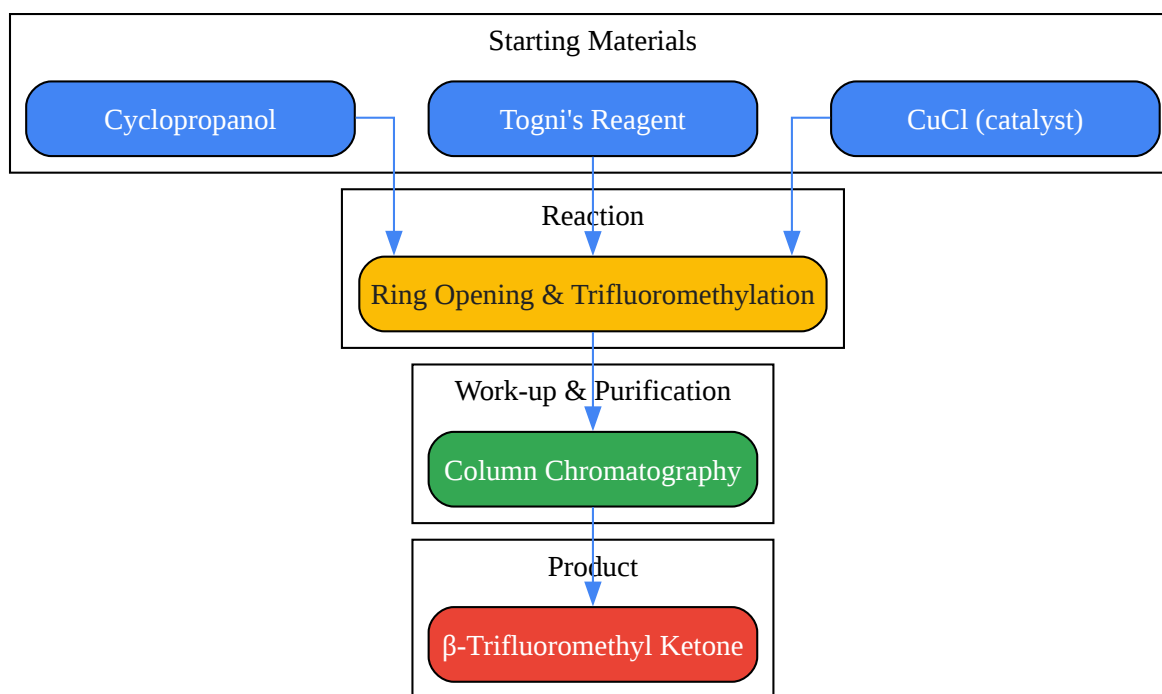 Starting Materials
Cyclopropanol
Togni's Reagent
CuCl (catalyst)
Reaction
Ring Opening & Trifluoromethylation
Work-up & Purification
Column Chromatography
Product
β-Trifluoromethyl Ketone